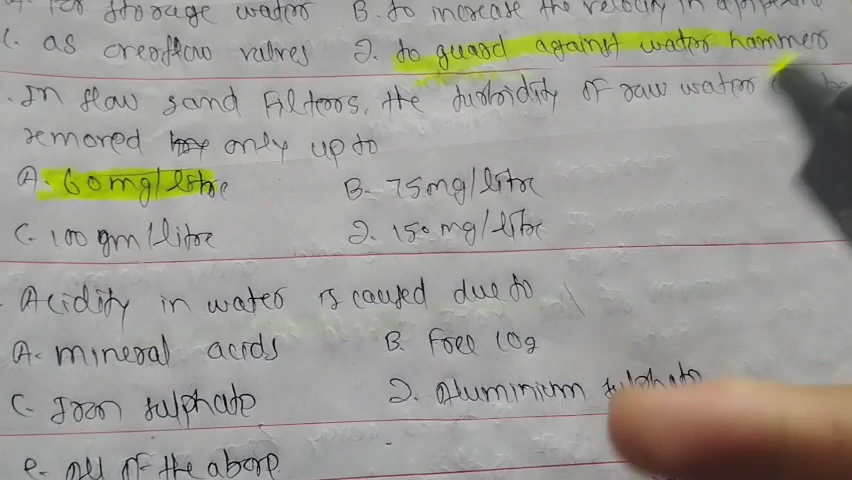 For storage water B. to increase the velocity in a pipeline
C. as overflow valves D. to guard against water hammer
. In slow sand Filters, the turbidity of raw water be
removed only up to
A. 60 mg/litre B. 75 mg/litre
C. 100 gm/litre D. 150 mg/litre
- Acidity in water is caused due to
A. mineral acids B. Free CO2
C. Iron sulphate D. Aluminium sulphate
e. all of the above